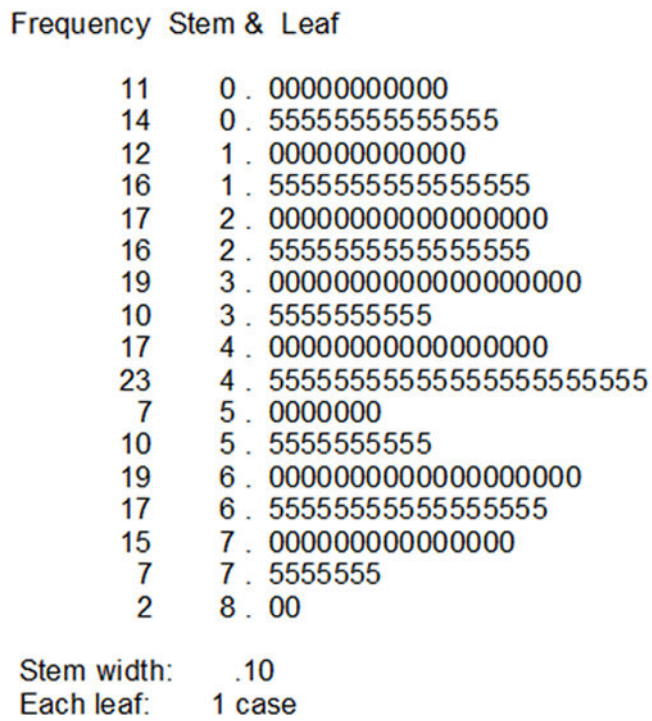 Frequency Stem & Leaf
11 0 . 00000000000
14 0 . 55555555555555
12 1 . 000000000000
16 1 . 5555555555555555
17 2 . 00000000000000000
16 2 . 5555555555555555
19 3 . 0000000000000000000
10 3 . 5555555555
17 4 . 00000000000000000
23 4 . 55555555555555555555555
7 5 . 0000000
10 5 . 5555555555
19 6 . 0000000000000000000
17 6 . 55555555555555555
15 7 . 000000000000000
7 7 . 5555555
2 8 . 00
Stem width: .10
Each leaf: 1 case